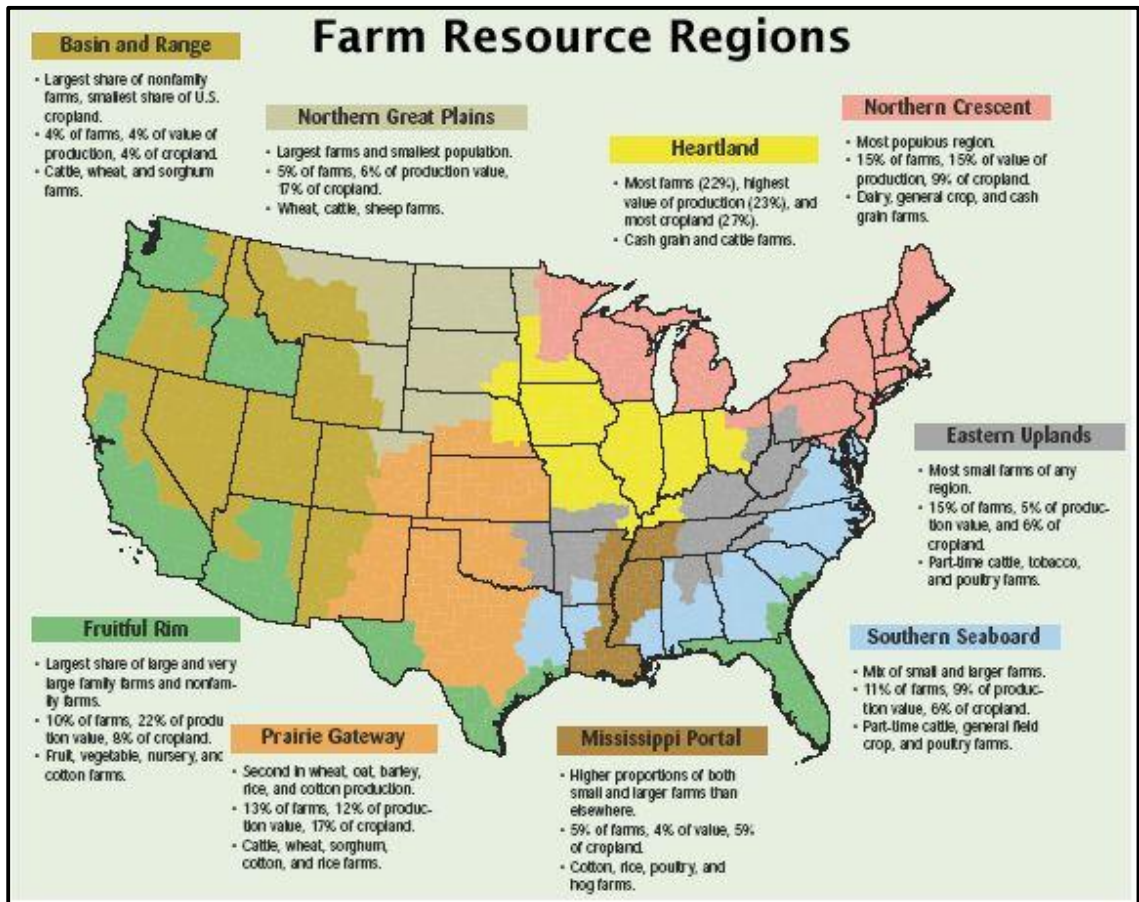 Farm Resource Regions
Basin and Range
• Largest share of nonfamily
farms, smallest share of U.S.
cropland.
• 4% of farms, 4% of value of
production, 4% of cropland.
• Cattle, wheat, and sorghum
farms.
Northern Great Plains
• Largest farms and smallest population.
• 5% of farms, 6% of production value,
17% of cropland.
• Wheat, cattle, sheep farms.
Heartland
• Most farms (22%), highest
value of production (23%), and
most cropland (27%).
• Cash grain and cattle farms.
Northern Crescent
• Most populous region.
• 15% of farms, 15% of value of
production, 9% of cropland.
• Dairy, general crop, and cash
grain farms.
Eastern Uplands
• Most small farms of any
region.
• 15% of farms, 5% of produc-
tion value, and 6% of
cropland.
• Part-time cattle, tobacco,
and poultry farms.
Southern Seaboard
• Mix of small and larger farms.
• 11% of farms, 9% of produc-
tion value, 6% of cropland.
• Part-time cattle, general field
crop, and poultry farms.
Fruitful Rim
• Largest share of large and very
large family farms and nonfam-
ily farms.
• 10% of farms, 22% of produ
tion value, 8% of cropland.
• Fruit, vegetable, nursery, and
cotton farms.
Prairie Gateway
• Second in wheat, oat, barley,
rice, and cotton production.
• 13% of farms, 12% of produc-
tion value, 17% of cropland.
• Cattle, wheat, sorghum,
cotton, and rice farms.
Mississippi Portal
• Higher proportions of both
small and larger farms than
elsewhere.
• 5% of farms, 4% of value, 5%
of cropland.
• Cotton, rice, poultry, and
hog farms.